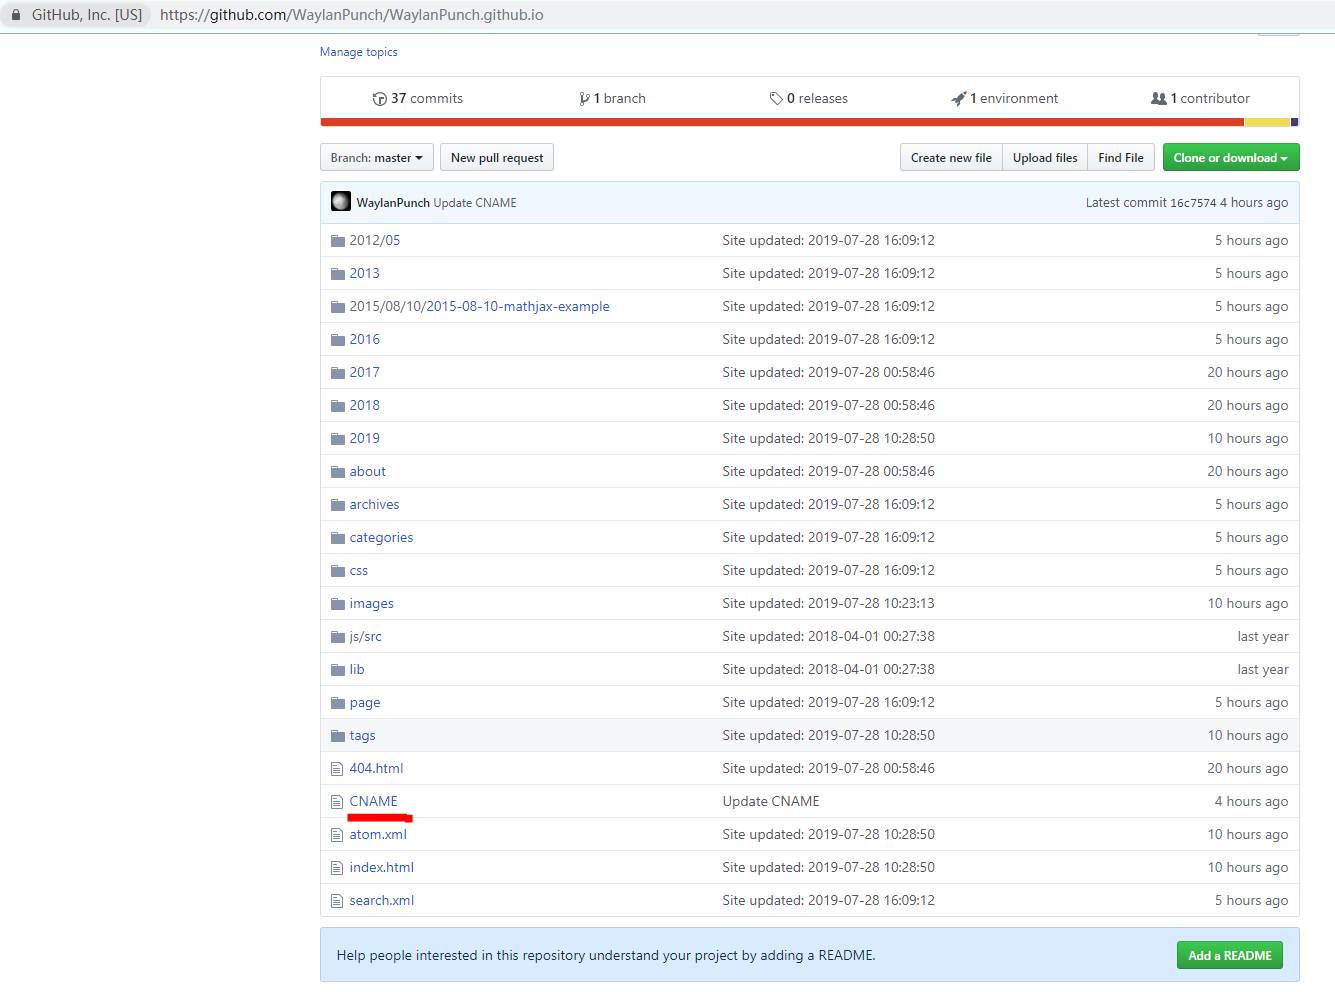 GitHub, Inc. [US] https://github.com/WaylanPunch/WaylanPunch.github.io
Manage topics
37 commits 1 branch 0 releases 1 environment 1 contributor
Branch: master New pull request Create new file Upload files Find File Clone or download
WaylanPunch Update CNAME Latest commit 16c7574 4 hours ago
2012/05 Site updated: 2019-07-28 16:09:12 5 hours ago
2013 Site updated: 2019-07-28 16:09:12 5 hours ago
2015/08/10/2015-08-10-mathjax-example Site updated: 2019-07-28 16:09:12 5 hours ago
2016 Site updated: 2019-07-28 16:09:12 5 hours ago
2017 Site updated: 2019-07-28 00:58:46 20 hours ago
2018 Site updated: 2019-07-28 00:58:46 20 hours ago
2019 Site updated: 2019-07-28 10:28:50 10 hours ago
about Site updated: 2019-07-28 00:58:46 20 hours ago
archives Site updated: 2019-07-28 16:09:12 5 hours ago
categories Site updated: 2019-07-28 16:09:12 5 hours ago
css Site updated: 2019-07-28 16:09:12 5 hours ago
images Site updated: 2019-07-28 10:23:13 10 hours ago
js/src Site updated: 2018-04-01 00:27:38 last year
lib Site updated: 2018-04-01 00:27:38 last year
page Site updated: 2019-07-28 16:09:12 5 hours ago
tags Site updated: 2019-07-28 10:28:50 10 hours ago
404.html Site updated: 2019-07-28 00:58:46 20 hours ago
CNAME Update CNAME 4 hours ago
atom.xml Site updated: 2019-07-28 10:28:50 10 hours ago
index.html Site updated: 2019-07-28 10:28:50 10 hours ago
search.xml Site updated: 2019-07-28 16:09:12 5 hours ago
Help people interested in this repository understand your project by adding a README. Add a README